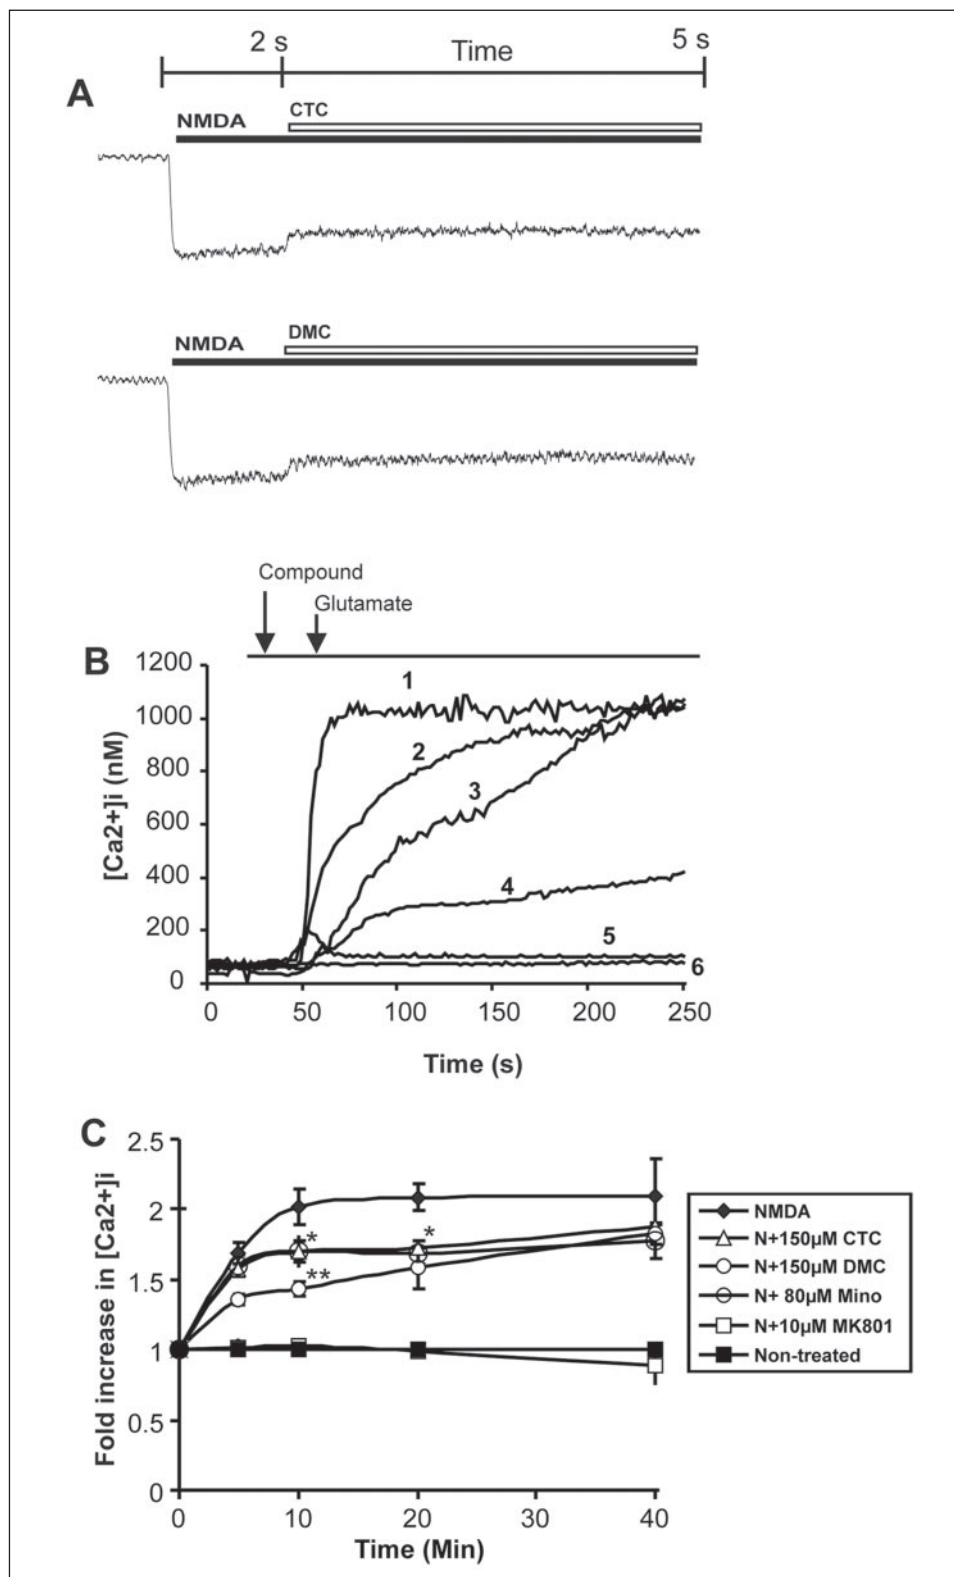 2 s Time 5 s
A
CTC
NMDA
DMC
NMDA
Compound
Glutamate
B
1200
1000
800
600
400
200
0
[Ca2+]i (nM)
1
2
3
4
5
6
0 50 100 150 200 250
Time (s)
C
2.5
2
1.5
1
0.5
0
Fold increase in [Ca2+]i
*
*
**
0 10 20 30 40
Time (Min)
NMDA
N+150µM CTC
N+150µM DMC
N+ 80µM Mino
N+10µM MK801
Non-treated